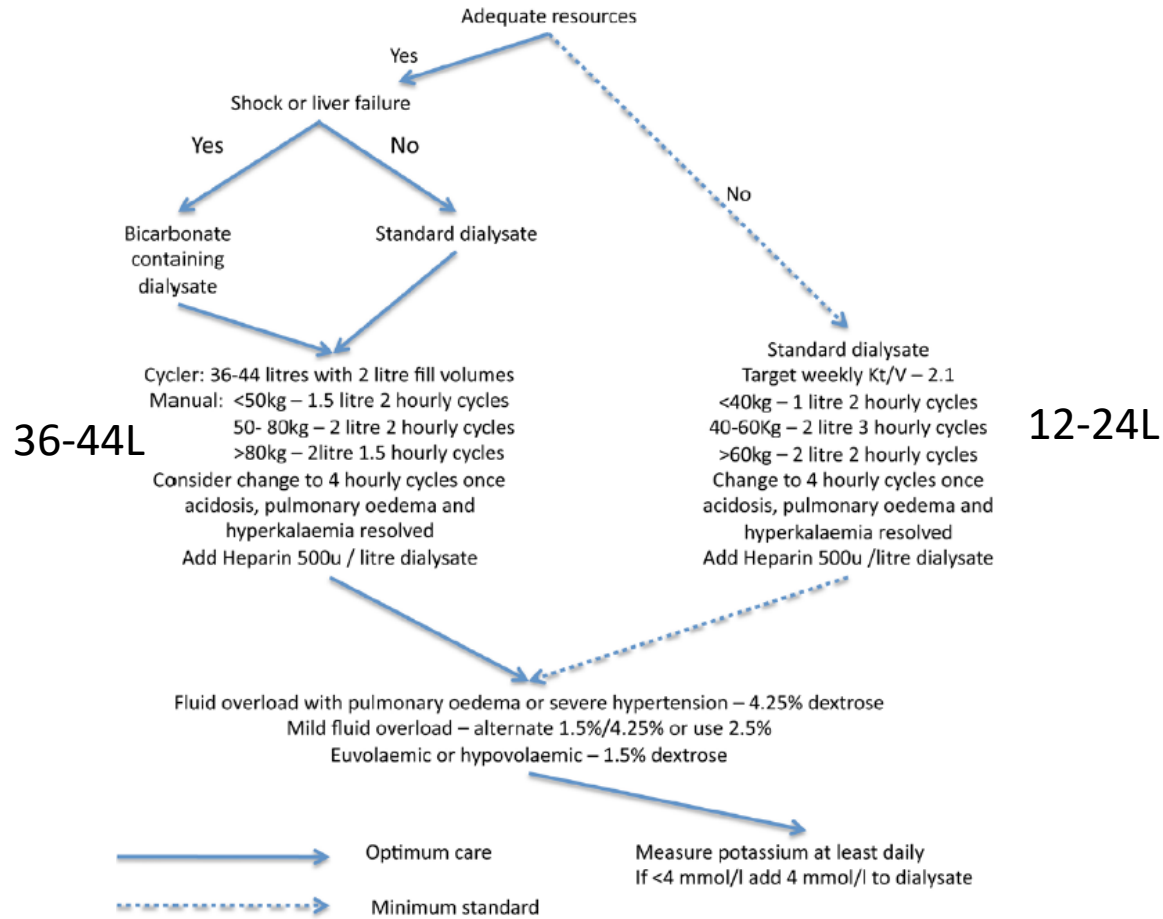 Adequate resources
Yes
Shock or liver failure
Yes
No
No
Bicarbonate
containing
dialysate
Standard dialysate
Cycler: 36-44 litres with 2 litre fill volumes
Manual: <50kg – 1.5 litre 2 hourly cycles
50- 80kg – 2 litre 2 hourly cycles
>80kg – 2litre 1.5 hourly cycles
Consider change to 4 hourly cycles once
acidosis, pulmonary oedema and
hyperkalaemia resolved
Add Heparin 500u / litre dialysate
36-44L
Standard dialysate
Target weekly Kt/V – 2.1
<40kg – 1 litre 2 hourly cycles
40-60Kg – 2 litre 3 hourly cycles
>60kg – 2 litre 2 hourly cycles
Change to 4 hourly cycles once
acidosis, pulmonary oedema and
hyperkalaemia resolved
Add Heparin 500u /litre dialysate
12-24L
Fluid overload with pulmonary oedema or severe hypertension – 4.25% dextrose
Mild fluid overload – alternate 1.5%/4.25% or use 2.5%
Euvolaemic or hypovolaemic – 1.5% dextrose
Optimum care
Minimum standard
Measure potassium at least daily
If <4 mmol/l add 4 mmol/l to dialysate